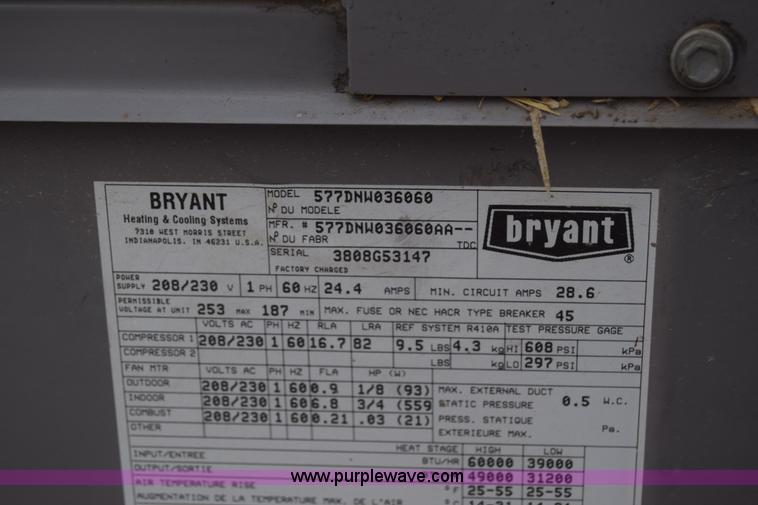 BRYANT
Heating & Cooling Systems
7310 WEST MORRIS STREET
INDIANAPOLIS, IN 46231 U.S.A.
MODEL 577DNW036060
Nº DU MODELE
MFR. # 577DNW036060AA-- TDC
Nº DU FABR
SERIAL 3808G53147
FACTORY CHARGED
bryant ®
POWER SUPPLY 208/230 V 1 PH 60 HZ 24.4 AMPS MIN. CIRCUIT AMPS 28.6
PERMISSIBLE VOLTAGE AT UNIT 253 MAX 187 MIN MAX. FUSE OR NEC HACR TYPE BREAKER 45
VOLTS AC PH HZ RLA LRA REF SYSTEM R410A TEST PRESSURE GAGE
COMPRESSOR 1 208/230 1 60 16.7 82 9.5 LBS 4.3 kg HI 608 PSI kPa
COMPRESSOR 2 LBS kg LO 297 PSI kPa
FAN MTR VOLTS AC PH HZ FLA HP (W)
OUTDOOR 208/230 1 60 0.9 1/8 (93) MAX. EXTERNAL DUCT
INDOOR 208/230 1 60 6.8 3/4 (559 STATIC PRESSURE 0.5 W.C.
COMBUST 208/230 1 60 0.21 .03 (21) PRESS. STATIQUE
OTHER EXTERIEURE MAX. Pa.
HEAT STAGE HIGH LOW
INPUT/ENTREE BTU/HR 60000 39000
OUTPUT/SORTIE 49000 31200
AIR TEMPERATURE RISE °F 25-55 25-55
AUGMENTATION DE LA TEMPERATURE MAX. DE L'AIR °C
www.purplewave.com